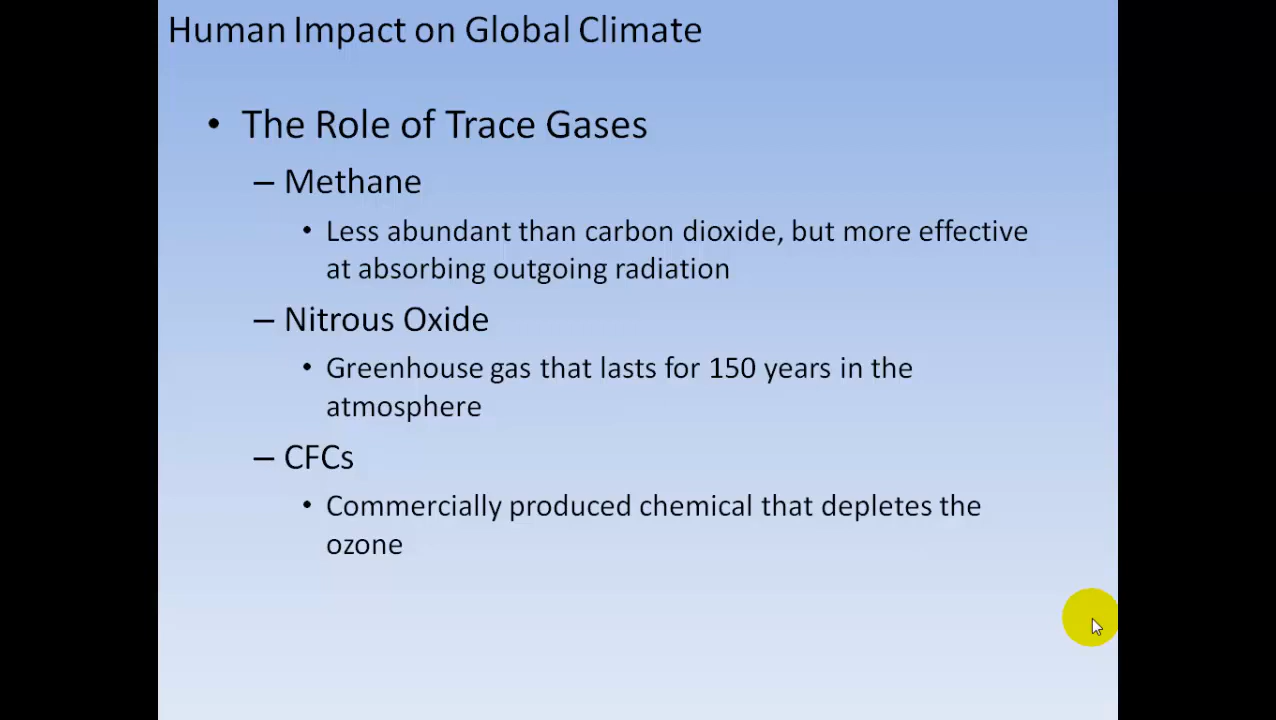 Human Impact on Global Climate
• The Role of Trace Gases
– Methane
• Less abundant than carbon dioxide, but more effective
at absorbing outgoing radiation
– Nitrous Oxide
• Greenhouse gas that lasts for 150 years in the
atmosphere
– CFCs
• Commercially produced chemical that depletes the
ozone